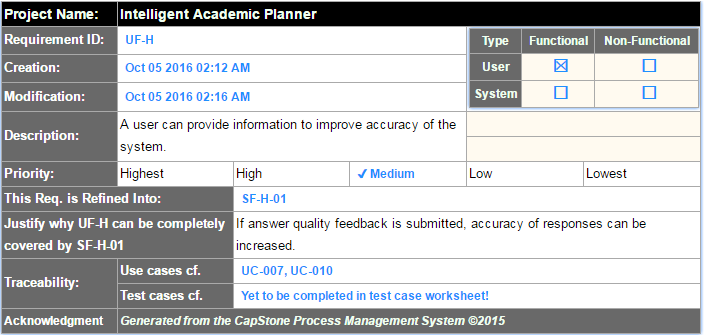 Project Name: Intelligent Academic Planner
Requirement ID: UF-H
Type Functional Non-Functional
User ☒ ☐
System ☐ ☐
Creation: Oct 05 2016 02:12 AM
Modification: Oct 05 2016 02:16 AM
Description: A user can provide information to improve accuracy of the
system.
Priority: Highest High ✓ Medium Low Lowest
This Req. is Refined Into: SF-H-01
Justify why UF-H can be completely
covered by SF-H-01
If answer quality feedback is submitted, accuracy of responses can be
increased.
Traceability:
Use cases cf. UC-007, UC-010
Test cases cf. Yet to be completed in test case worksheet!
Acknowledgment Generated from the CapStone Process Management System ©2015